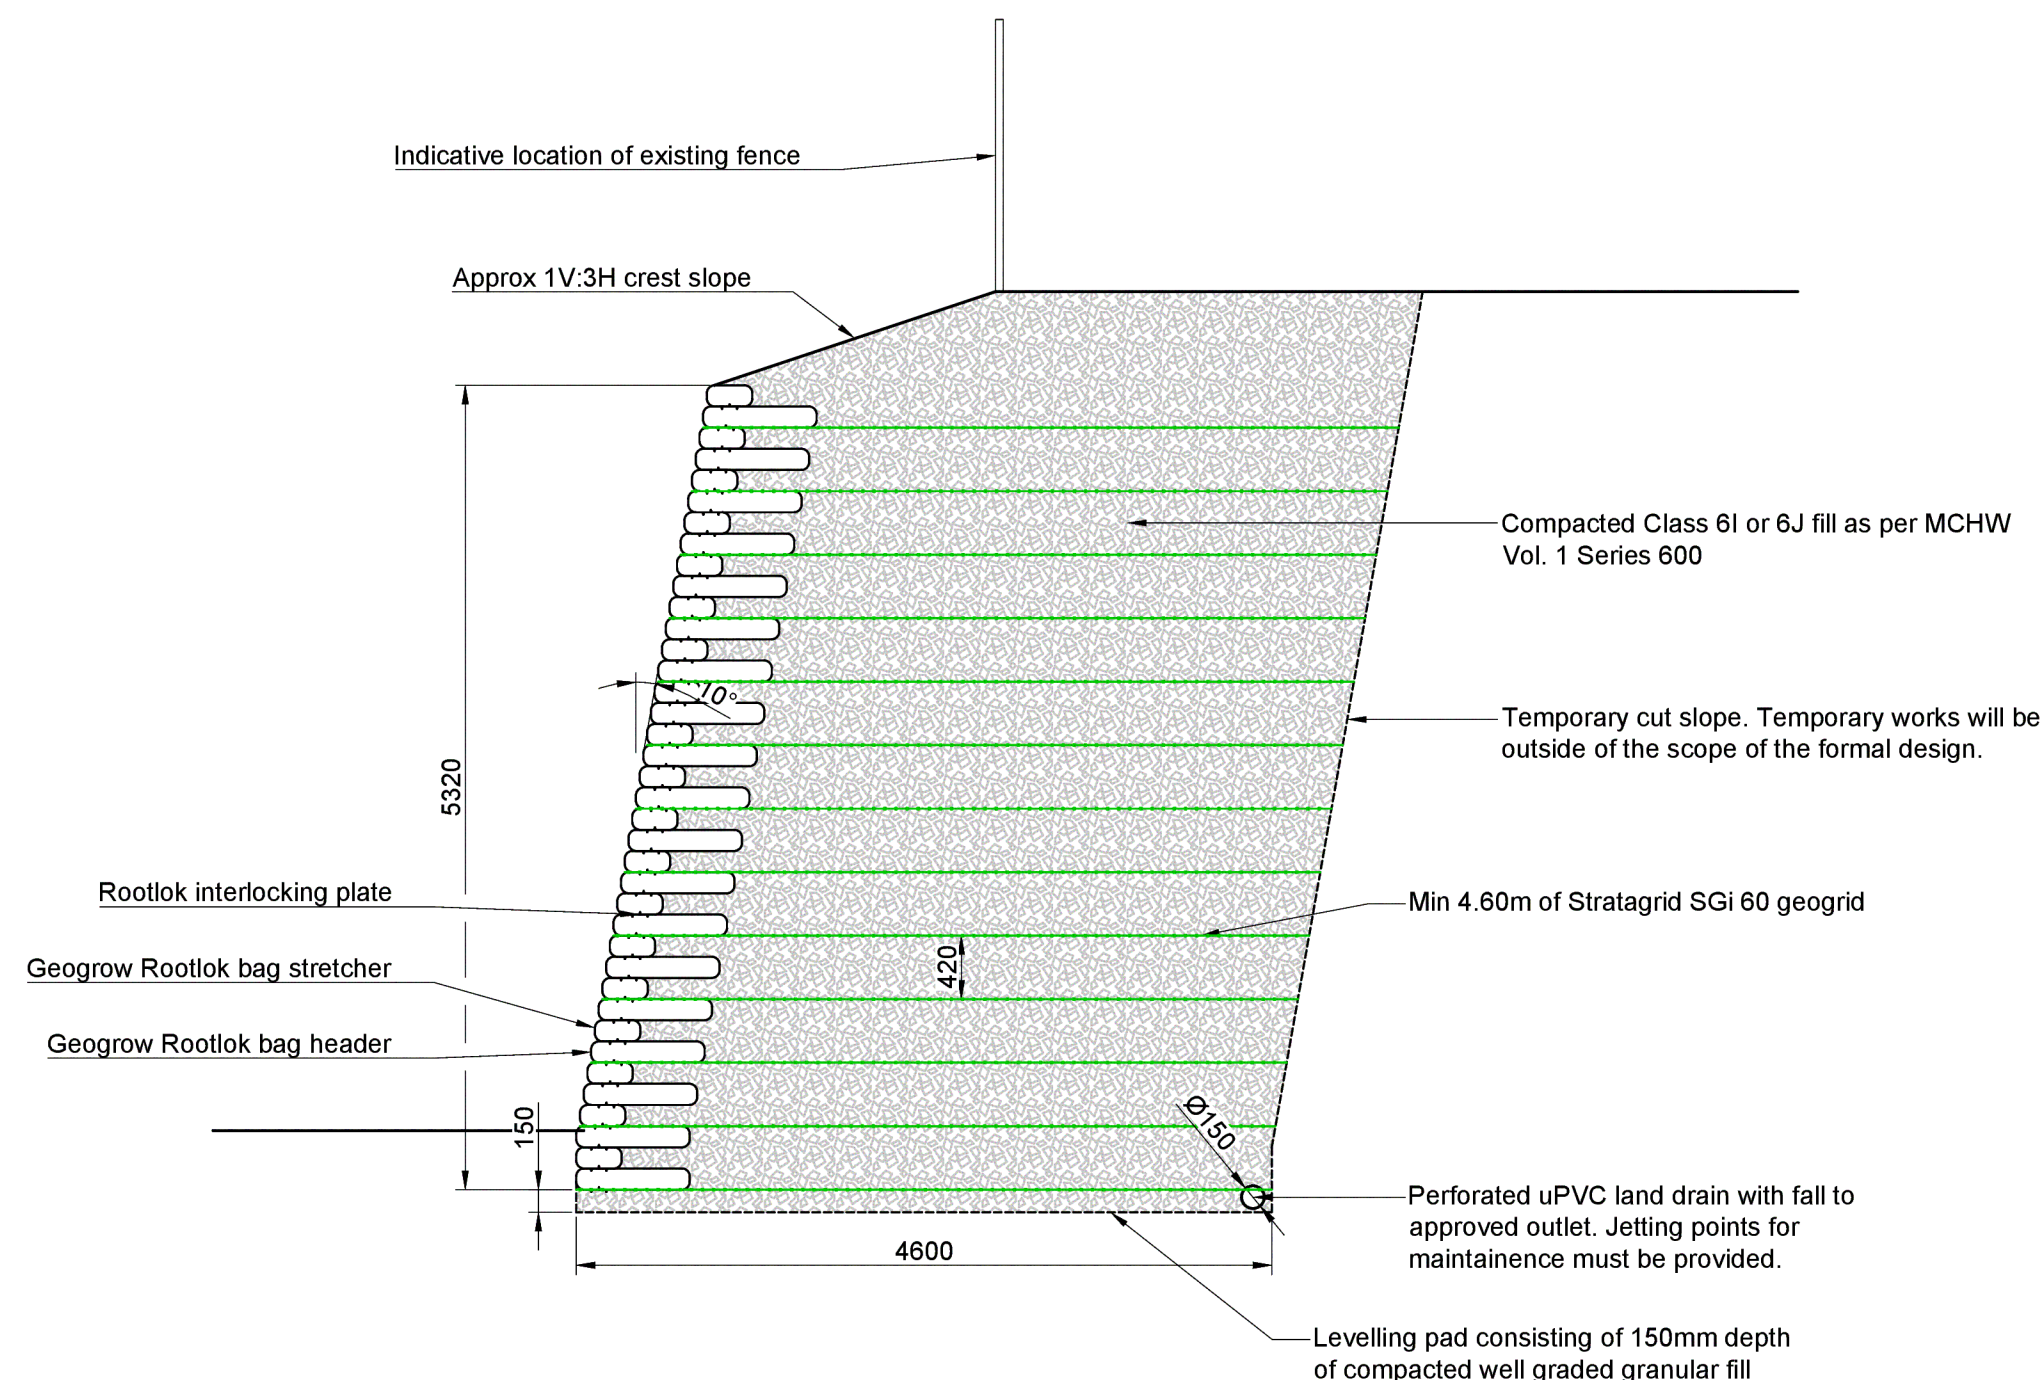 Indicative location of existing fence
Approx 1V:3H crest slope
Compacted Class 6I or 6J fill as per MCHW
Vol. 1 Series 600
10°
Temporary cut slope. Temporary works will be
outside of the scope of the formal design.
5320
Rootlok interlocking plate
Min 4.60m of Stratagrid SGi 60 geogrid
420
Geogrow Rootlok bag stretcher
Geogrow Rootlok bag header
150
Ø150
Perforated uPVC land drain with fall to
approved outlet. Jetting points for
maintainence must be provided.
4600
Levelling pad consisting of 150mm depth
of compacted well graded granular fill